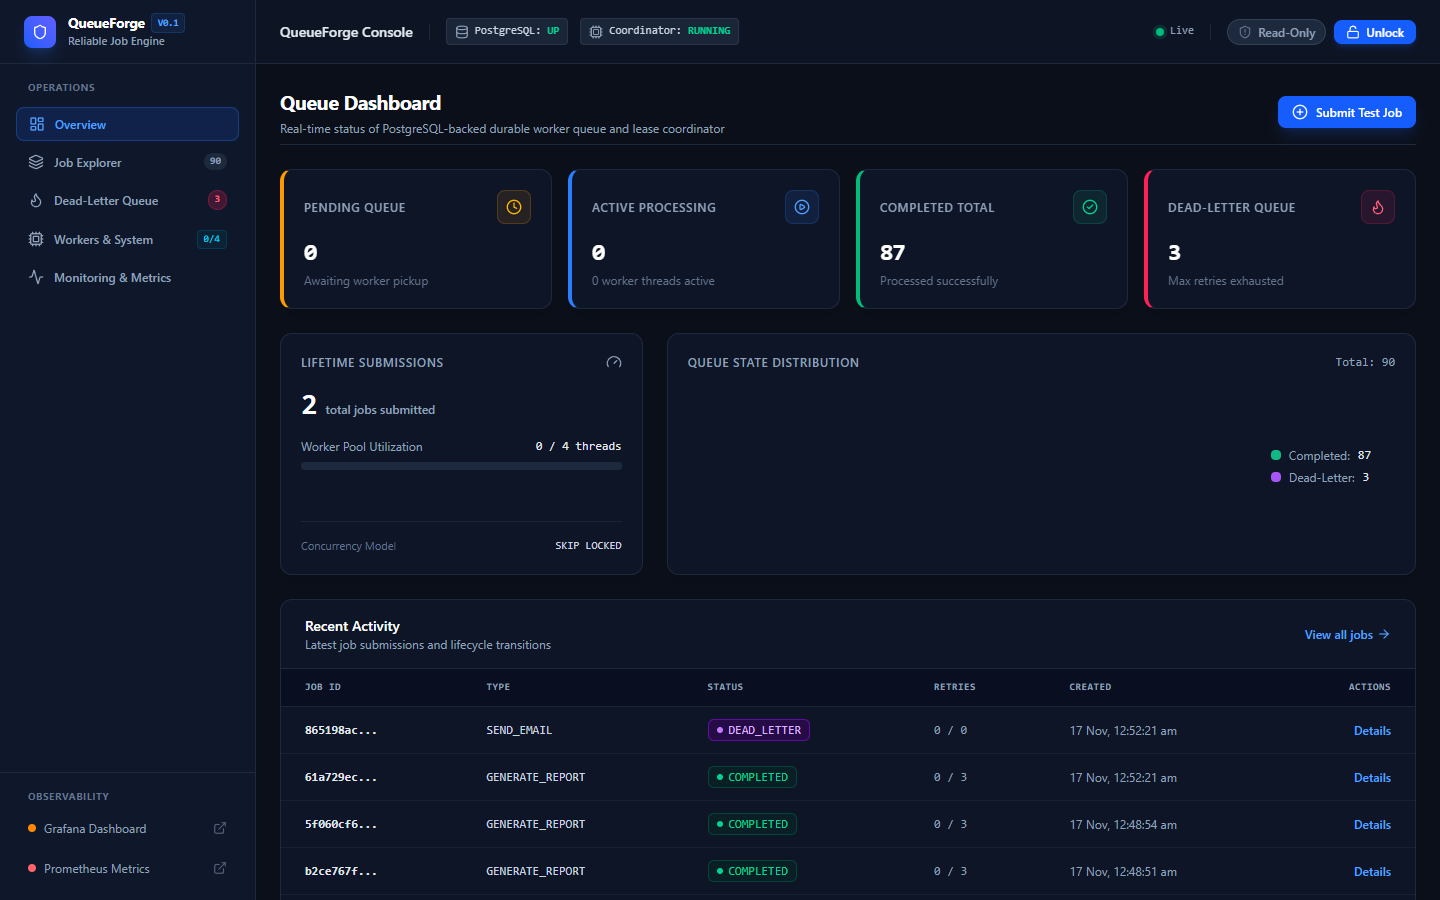 QueueForge V0.1
Reliable Job Engine
OPERATIONS
Overview
Job Explorer 90
Dead-Letter Queue 3
Workers & System 0/4
Monitoring & Metrics
OBSERVABILITY
Grafana Dashboard
Prometheus Metrics
QueueForge Console PostgreSQL: UP Coordinator: RUNNING Live Read-Only Unlock
Queue Dashboard
Real-time status of PostgreSQL-backed durable worker queue and lease coordinator
Submit Test Job
PENDING QUEUE
0
Awaiting worker pickup
ACTIVE PROCESSING
0
0 worker threads active
COMPLETED TOTAL
87
Processed successfully
DEAD-LETTER QUEUE
3
Max retries exhausted
LIFETIME SUBMISSIONS
2 total jobs submitted
Worker Pool Utilization 0 / 4 threads
Concurrency Model SKIP LOCKED
QUEUE STATE DISTRIBUTION Total: 90
Completed: 87
Dead-Letter: 3
Recent Activity
Latest job submissions and lifecycle transitions
View all jobs
JOB ID TYPE STATUS RETRIES CREATED ACTIONS
865198ac... SEND_EMAIL DEAD_LETTER 0 / 0 17 Nov, 12:52:21 am Details
61a729ec... GENERATE_REPORT COMPLETED 0 / 3 17 Nov, 12:52:21 am Details
5f060cf6... GENERATE_REPORT COMPLETED 0 / 3 17 Nov, 12:48:54 am Details
b2ce767f... GENERATE_REPORT COMPLETED 0 / 3 17 Nov, 12:48:51 am Details